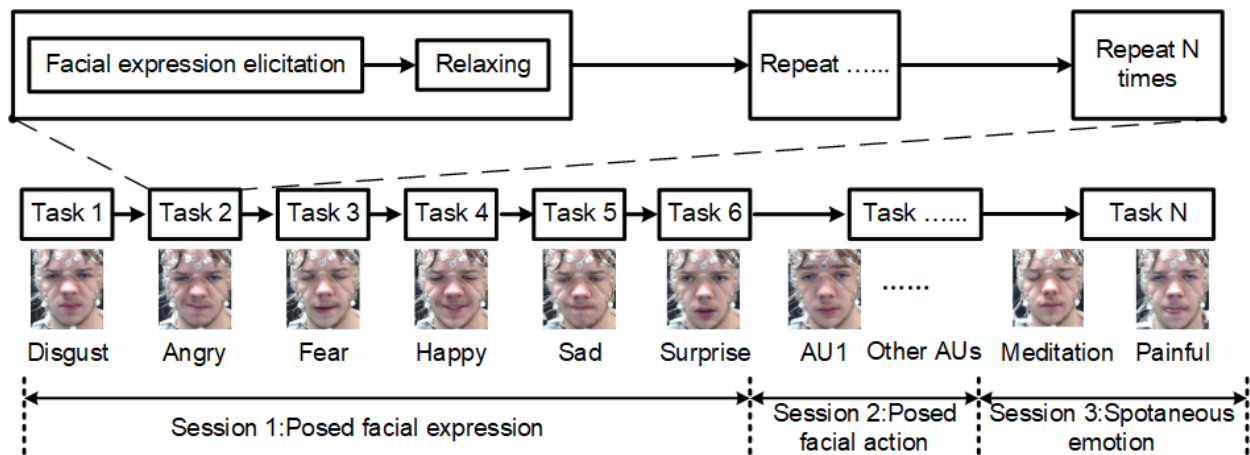 Facial expression elicitation
Relaxing
Repeat …...
Repeat N
times
Task 1
Task 2
Task 3
Task 4
Task 5
Task 6
Task …...
Task N
……
Disgust
Angry
Fear
Happy
Sad
Surprise
AU1
Other AUs
Meditation
Painful
Session 1:Posed facial expression
Session 2:Posed
facial action
Session 3:Spotaneous
emotion